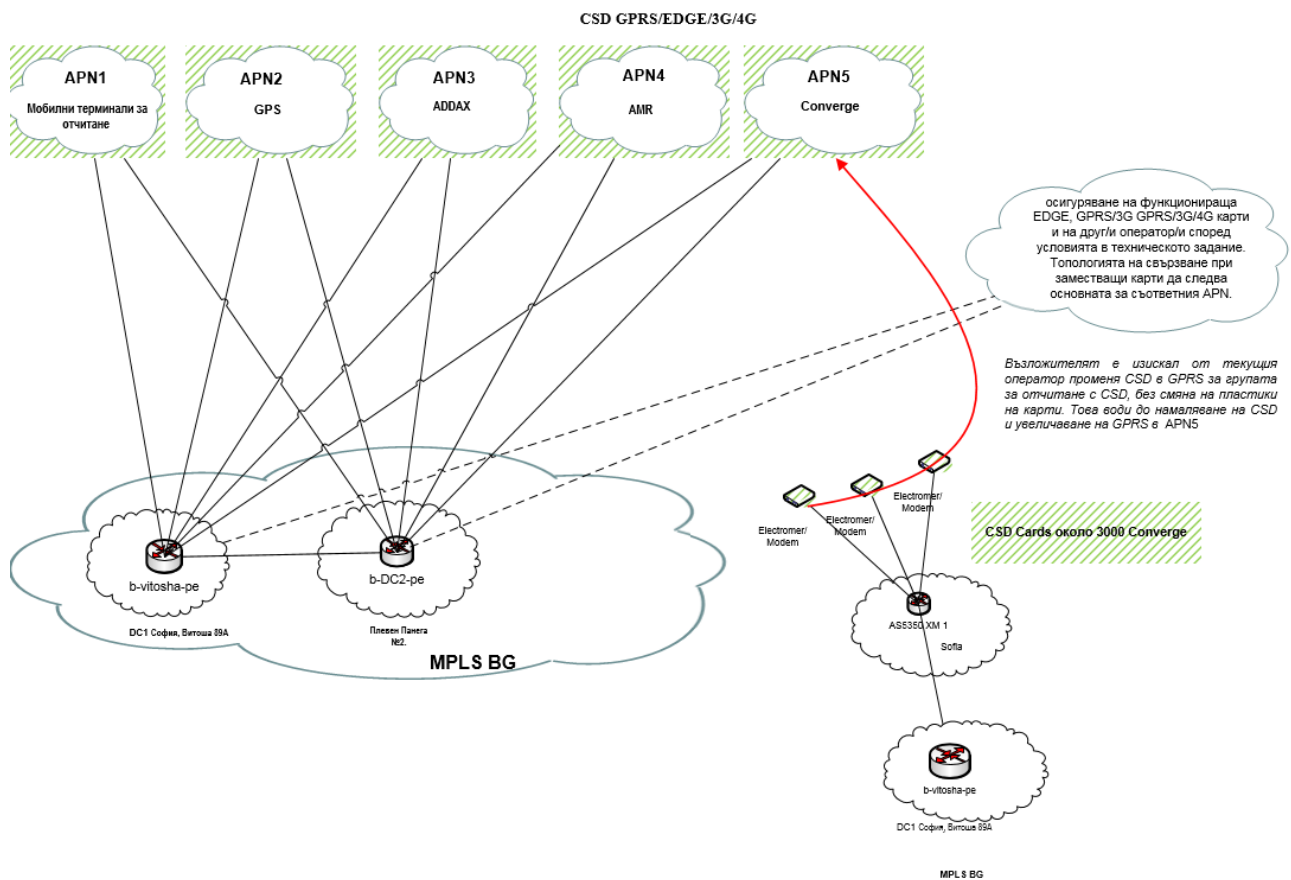 CSD GPRS/EDGE/3G/4G
APN1
Мобилни терминали за
отчитане
APN2
GPS
APN3
ADDAX
APN4
AMR
APN5
Converge
осигуряване на функционираща
EDGE, GPRS/3G GPRS/3G/4G карти
и на друг/и оператор/и според
условията в техническото задание.
Топологията на свързване при
заместващи карти да следва
основната за съответния APN.
Възложителят е изискал от текущия
оператор променя CSD в GPRS за групата
за отчитане с CSD, без смяна на пластики
на карти. Това води до намаляване на CSD
и увеличаване на GPRS в APN5
Electromer/
Modem
Electromer/
Modem
Electromer/
Modem
CSD Cards около 3000 Converge
b-vitosha-pe
DC1 София, Витоша 89А
b-DC2-pe
Плевен Панега
№2.
MPLS BG
AS5350 XM 1
Sofia
b-vitosha-pe
DC1 София, Витоша 89А
MPLS BG